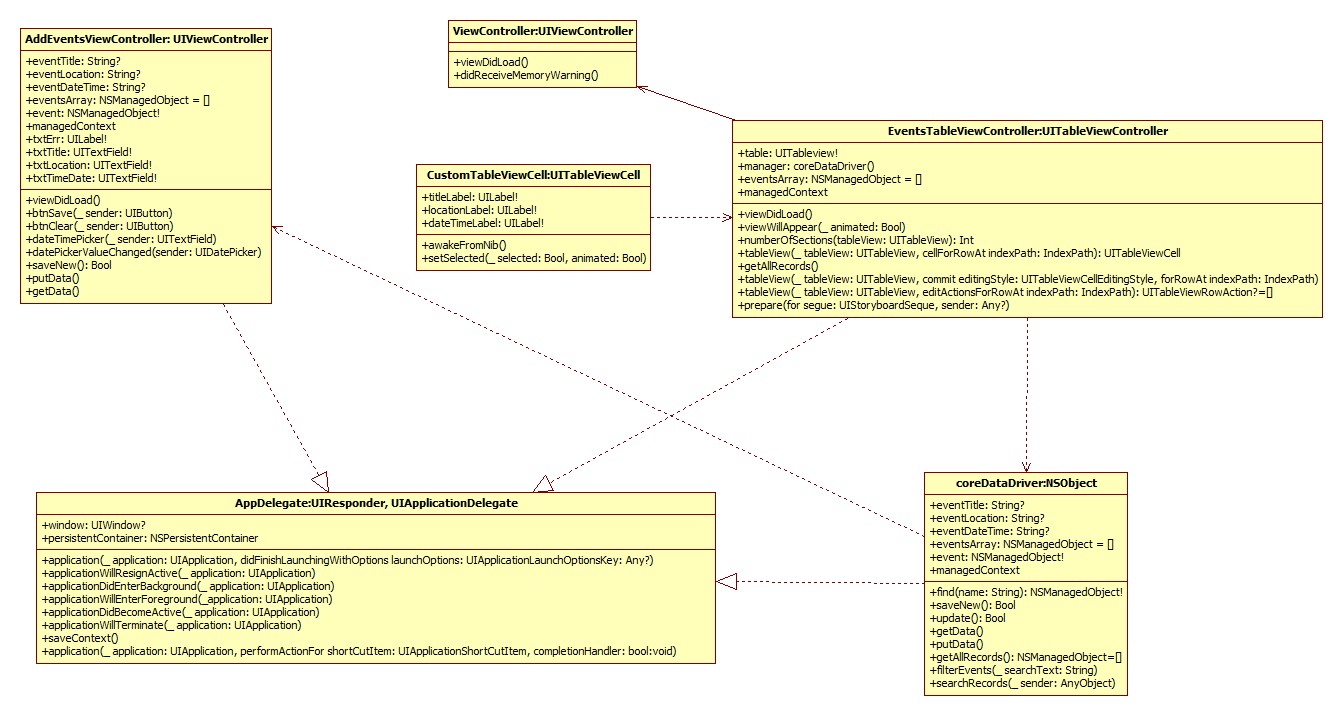 AddEventsViewController: UIViewController
+eventTitle: String?
+eventLocation: String?
+eventDateTime: String?
+eventsArray: NSManagedObject = []
+event: NSManagedObject!
+managedContext
+txtErr: UILabel!
+txtTitle: UITextField!
+txtLocation: UITextField!
+txtTimeDate: UITextField!
+viewDidLoad()
+btnSave(_ sender: UIButton)
+btnClear(_ sender: UIButton)
+dateTimePicker(_ sender: UITextField)
+datePickerValueChanged(sender: UIDatePicker)
+saveNew(): Bool
+putData()
+getData()
ViewController:UIViewController
+viewDidLoad()
+didReceiveMemoryWarning()
CustomTableViewCell:UITableViewCell
+titleLabel: UILabel!
+locationLabel: UILabel!
+dateTimeLabel: UILabel!
+awakeFromNib()
+setSelected(_ selected: Bool, animated: Bool)
EventsTableViewController:UITableViewController
+table: UITableview!
+manager: coreDataDriver()
+eventsArray: NSManagedObject = []
+managedContext
+viewDidLoad()
+viewWillAppear(_ animated: Bool)
+numberOfSections(tableView: UITableView): Int
+tableView(_ tableView: UITableView, cellForRowAt indexPath: IndexPath): UITableViewCell
+getAllRecords()
+tableView(_ tableView: UITableView, commit editingStyle: UITableViewCellEditingStyle, forRowAt indexPath: IndexPath)
+tableView(_ tableView: UITableView, editActionsForRowAt indexPath: IndexPath): UITableViewRowAction?=[]
+prepare(for segue: UIStoryboardSeque, sender: Any?)
AppDelegate:UIResponder, UIApplicationDelegate
+window: UIWindow?
+persistentContainer: NSPersistentContainer
+application(_ application: UIApplication, didFinishLaunchingWithOptions launchOptions: UIApplicationLaunchOptionsKey: Any?)
+applicationWillResignActive(_ application: UIApplication)
+applicationDidEnterBackground(_ application: UIApplication)
+applicationWillEnterForeground(_application: UIApplication)
+applicationDidBecomeActive(_ application: UIApplication)
+applicationWillTerminate(_ application: UIApplication)
+saveContext()
+application(_ application: UIApplication, performActionFor shortCutItem: UIApplicationShortCutItem, completionHandler: bool:void)
coreDataDriver:NSObject
+eventTitle: String?
+eventLocation: String?
+eventDateTime: String?
+eventsArray: NSManagedObject = []
+event: NSManagedObject!
+managedContext
+find(name: String): NSManagedObject!
+saveNew(): Bool
+update(): Bool
+getData()
+putData()
+getAllRecords(): NSManagedObject=[]
+filterEvents(_ searchText: String)
+searchRecords(_ sender: AnyObject)